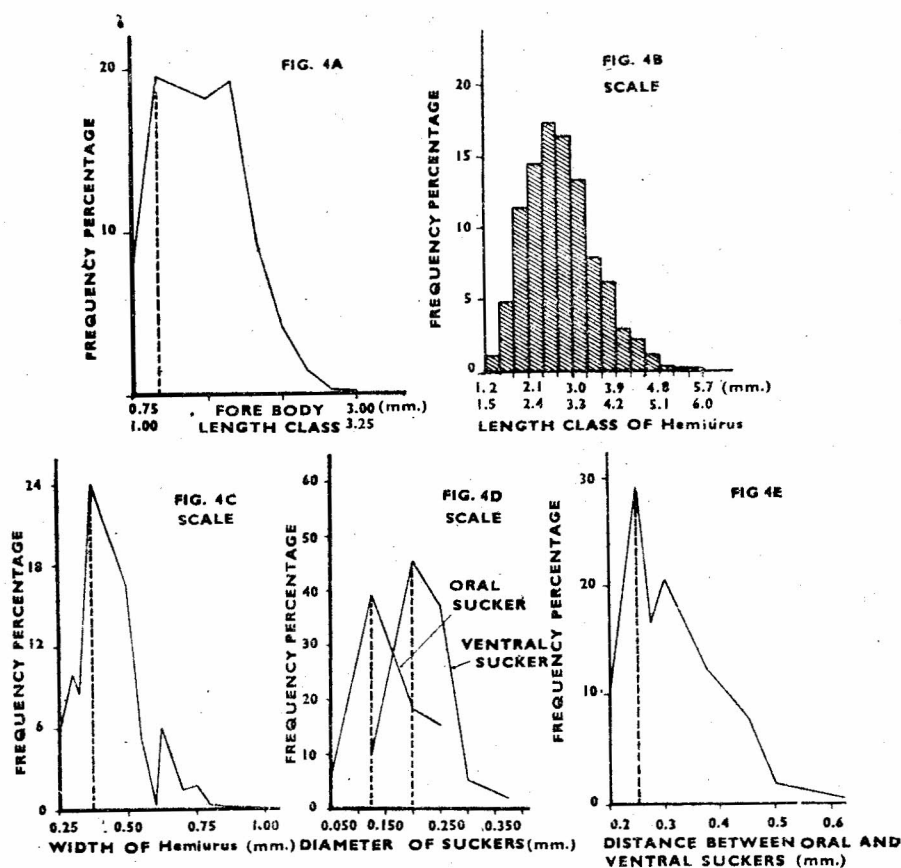 FIG. 4A
20
10
FREQUENCY PERCENTAGE
0.75 FORE BODY 3.00 (mm.)
1.00 LENGTH CLASS 3.25
FIG. 4B
SCALE
20
15
10
5
0
FREQUENCY PERCENTAGE
1.2 2.1 3.0 3.9 4.8 5.7 (mm.)
1.5 2.4 3.3 4.2 5.1 6.0
LENGTH CLASS OF Hemiurus
FIG. 4C
SCALE
24
18
12
6
0
FREQUENCY PERCENTAGE
0.25 0.50 0.75 1.00
WIDTH OF Hemiurus (mm.)
FIG. 4D
SCALE
60
50
40
30
20
10
0
FREQUENCY PERCENTAGE
ORAL
SUCKER
VENTRAL
SUCKER
0.050 0.150 0.250 0.350
DIAMETER OF SUCKERS (mm.)
FIG 4E
30
20
10
0
FREQUENCY PERCENTAGE
0.2 0.3 0.4 0.5 0.6
DISTANCE BETWEEN ORAL AND
VENTRAL SUCKERS (mm.)